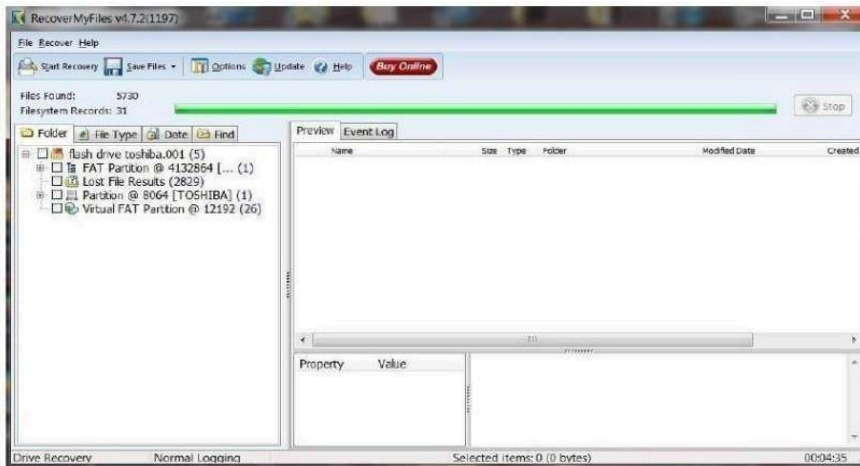 RecoverMyFiles v4.7.2(1197)
File Recover Help
Start Recovery Save Files Options Update Help Buy Online
Files Found: 5730
Filesystem Records: 31
Stop
Folder File Type Date Find
Preview Event Log
Name Size Type Folder Modified Date Created
flash drive toshiba.001 (5)
FAT Partition @ 4132864 [... (1)
Lost File Results (2829)
Partition @ 8064 [TOSHIBA] (1)
Virtual FAT Partition @ 12192 (26)
Property Value
Drive Recovery Normal Logging Selected items: 0 (0 bytes) 00:04:35